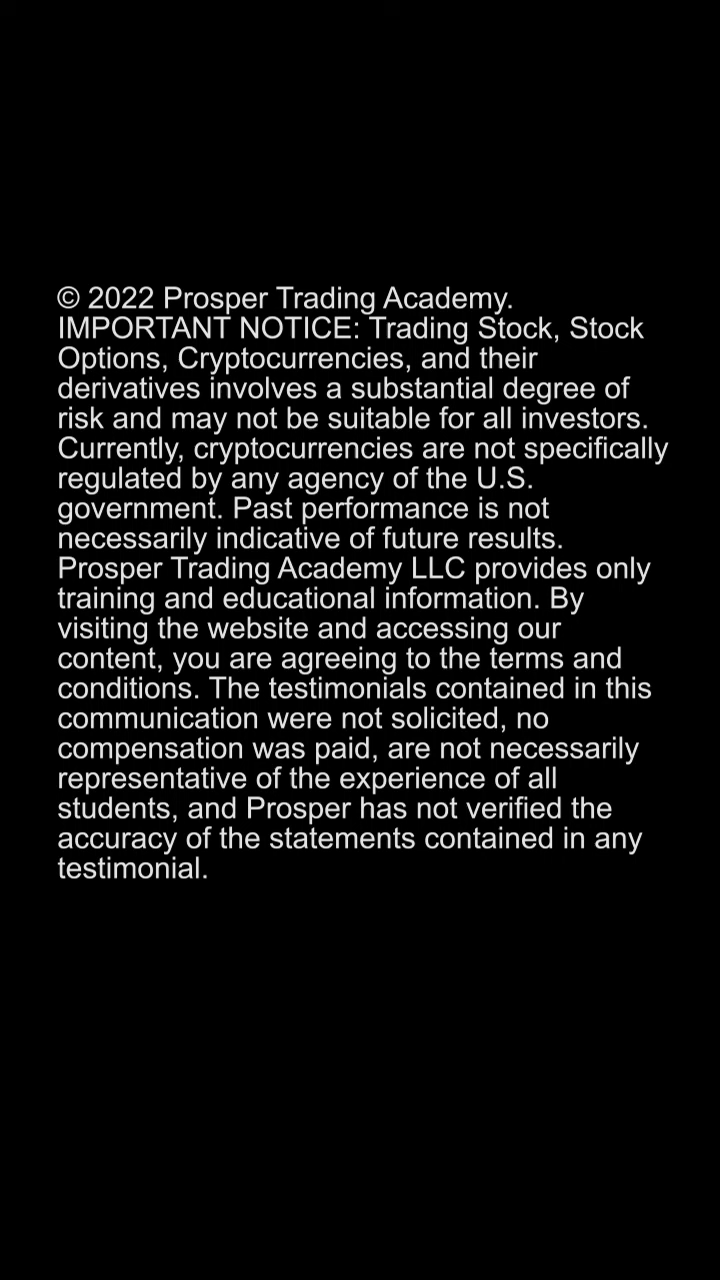 © 2022 Prosper Trading Academy.
IMPORTANT NOTICE: Trading Stock, Stock
Options, Cryptocurrencies, and their
derivatives involves a substantial degree of
risk and may not be suitable for all investors.
Currently, cryptocurrencies are not specifically
regulated by any agency of the U.S.
government. Past performance is not
necessarily indicative of future results.
Prosper Trading Academy LLC provides only
training and educational information. By
visiting the website and accessing our
content, you are agreeing to the terms and
conditions. The testimonials contained in this
communication were not solicited, no
compensation was paid, are not necessarily
representative of the experience of all
students, and Prosper has not verified the
accuracy of the statements contained in any
testimonial.